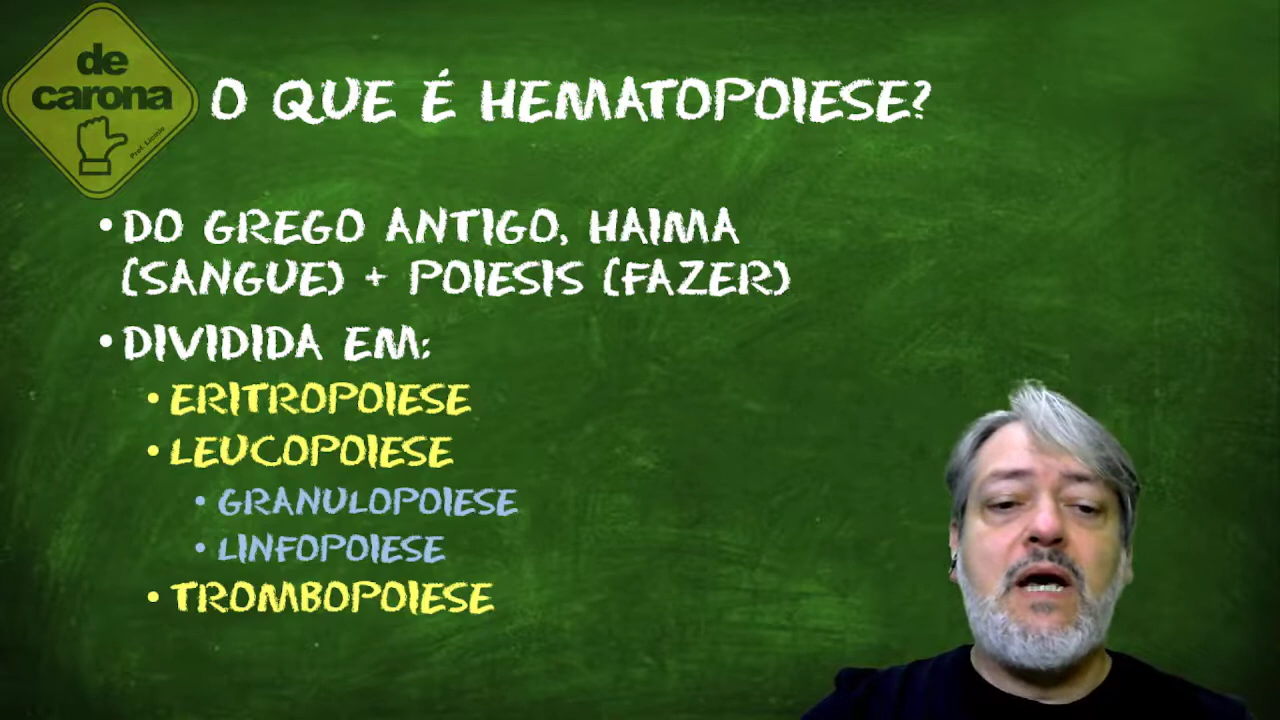 de
carona
Prof. Licinio
O QUE É HEMATOPOIESE?
•DO GREGO ANTIGO, HAIMA
(SANGUE) + POIESIS (FAZER)
•DIVIDIDA EM:
•ERITROPOIESE
•LEUCOPOIESE
•GRANULOPOIESE
•LINFOPOIESE
•TROMBOPOIESE